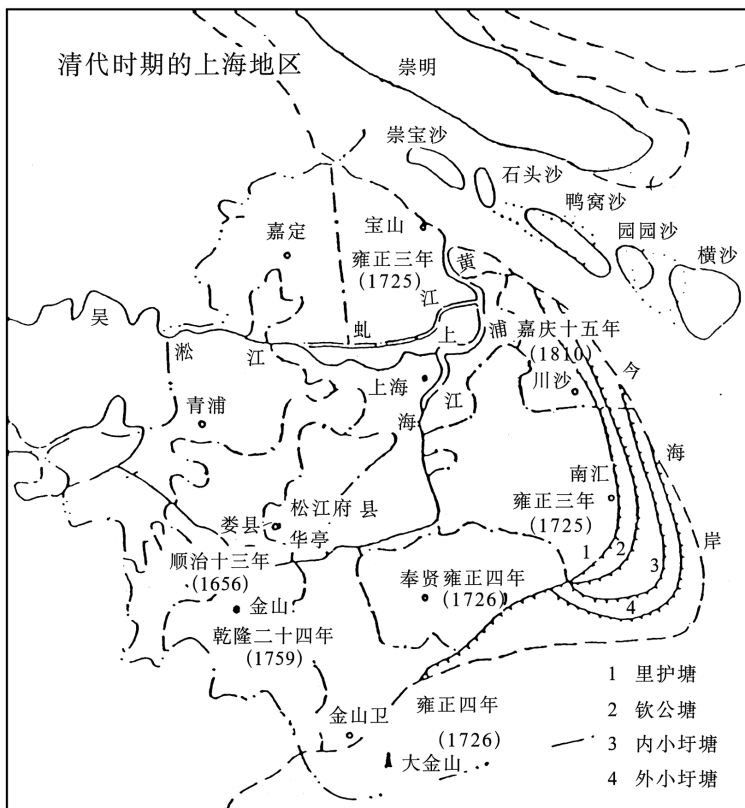 清代时期的上海地区
崇明
崇宝沙
石头沙
鸭窝沙
园园沙
横沙
嘉定
宝山
雍正三年
(1725)
黄
浦
江
吴
淞
江
虬
江
上
海
嘉庆十五年
(1810)
川沙
今
海
岸
上海
青浦
南汇
雍正三年
(1725)
松江府 县
娄县
华亭
顺治十三年
(1656)
金山
乾隆二十四年
(1759)
奉贤雍正四年
(1726)
1
2
3
4
金山卫
雍正四年
(1726)
大金山
1 里护塘
2 钦公塘
3 内小圩塘
4 外小圩塘